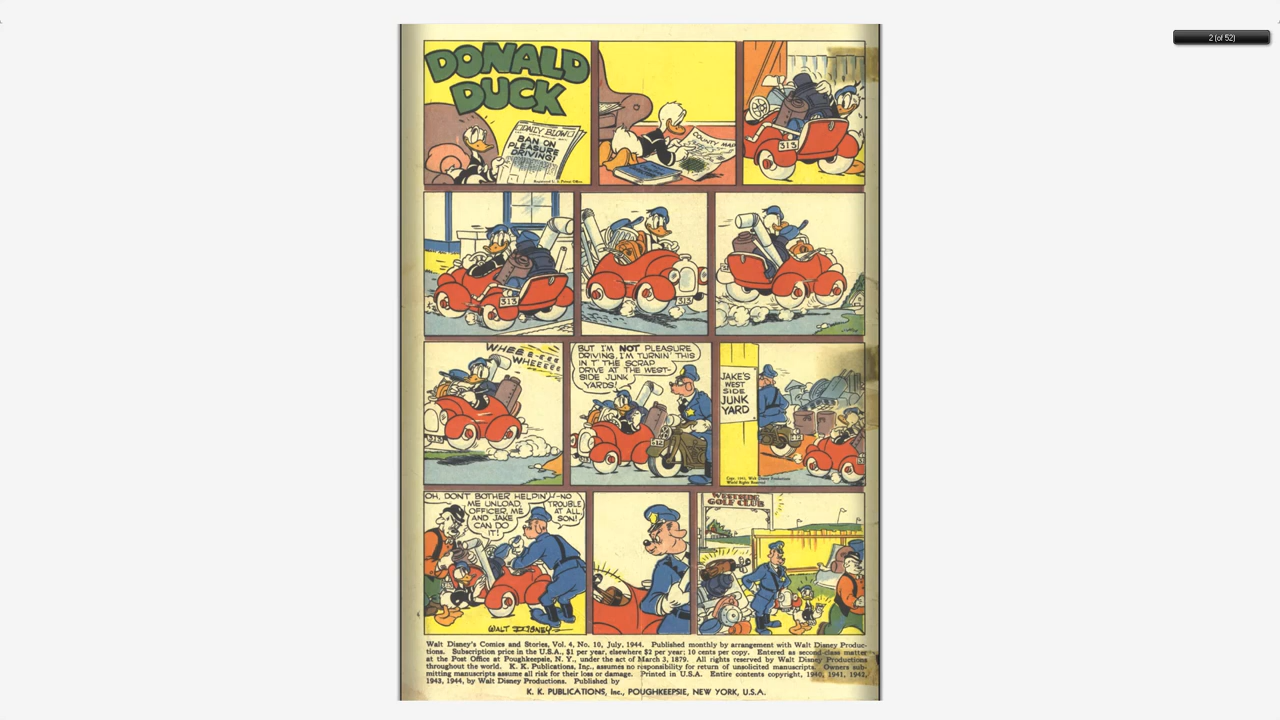 2 (of 52)
DONALD
DUCK
DAILY BLOW
BAN ON
PLEASURE
DRIVING!
COUNTY MAP
313
313
313
WHEE E-EEE
WHEEEEE
BUT I'M NOT PLEASURE
DRIVING, I'M TURNIN' THIS
IN T' THE SCRAP
DRIVE AT THE WEST-
SIDE JUNK
YARDS!
JAKE'S
WEST
SIDE
JUNK
YARD
OH, DON'T BOTHER HELPIN'
ME UNLOAD,
OFFICER, ME
AND JAKE
CAN DO
IT!
-NO
TROUBLE
AT ALL,
SON!
WALT DISNEY
WESTSIDE
GOLF CLUB
Walt Disney's Comics and Stories, Vol. 4, No. 10, July, 1944. Published monthly by arrangement with Walt Disney Produc-
tions. Subscription price in the U.S.A., $1 per year, elsewhere $2 per year; 10 cents per copy. Entered as second-class matter
at the Post Office at Poughkeepsie, N. Y., under the act of March 3, 1879. All rights reserved by Walt Disney Productions
throughout the world. K. K. Publications, Inc., assumes no responsibility for return of unsolicited manuscripts. Owners sub-
mitting manuscripts assume all risk for their loss or damage. Printed in U.S.A. Entire contents copyright, 1940, 1941, 1942,
1943, 1944, by Walt Disney Productions. Published by
K. K. PUBLICATIONS, Inc., POUGHKEEPSIE, NEW YORK, U.S.A.